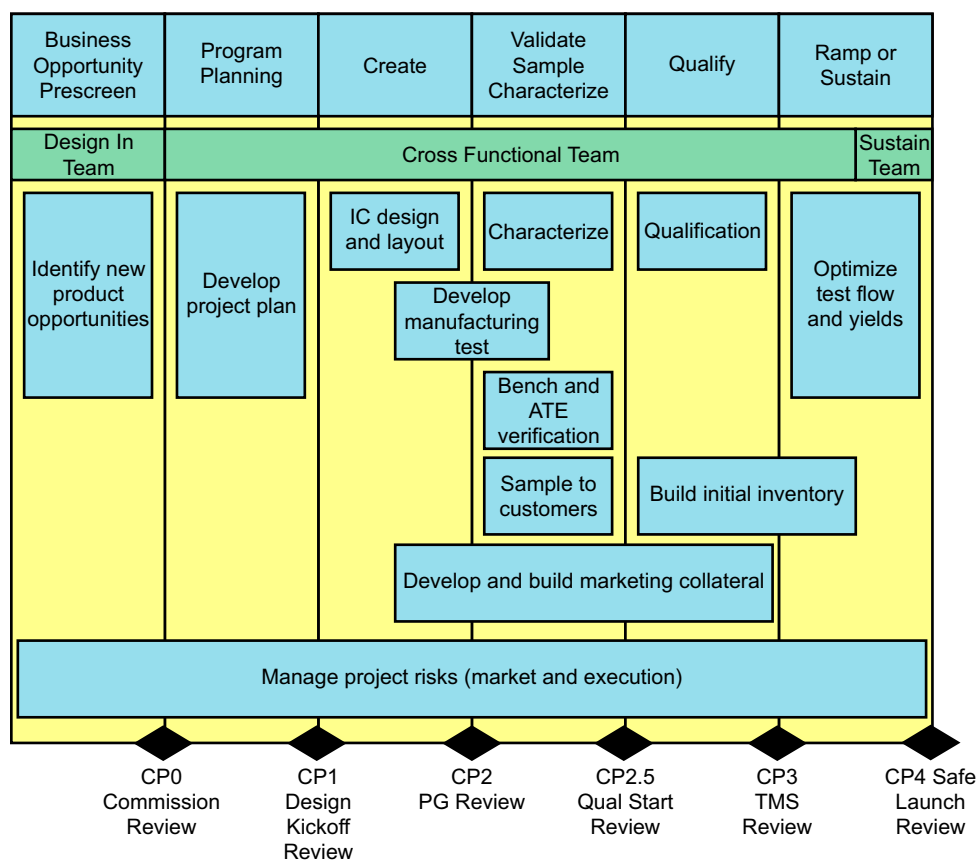 Business
Opportunity
Prescreen
Program
Planning
Create
Validate
Sample
Characterize
Qualify
Ramp or
Sustain
Design In
Team
Cross Functional Team
Sustain
Team
Identify new
product
opportunities
Develop
project plan
IC design
and layout
Characterize
Qualification
Optimize
test flow
and yields
Develop
manufacturing
test
Bench and
ATE
verification
Sample to
customers
Build initial inventory
Develop and build marketing collateral
Manage project risks (market and execution)
CP0
Commission
Review
CP1
Design
Kickoff
Review
CP2
PG Review
CP2.5
Qual Start
Review
CP3
TMS
Review
CP4 Safe
Launch
Review